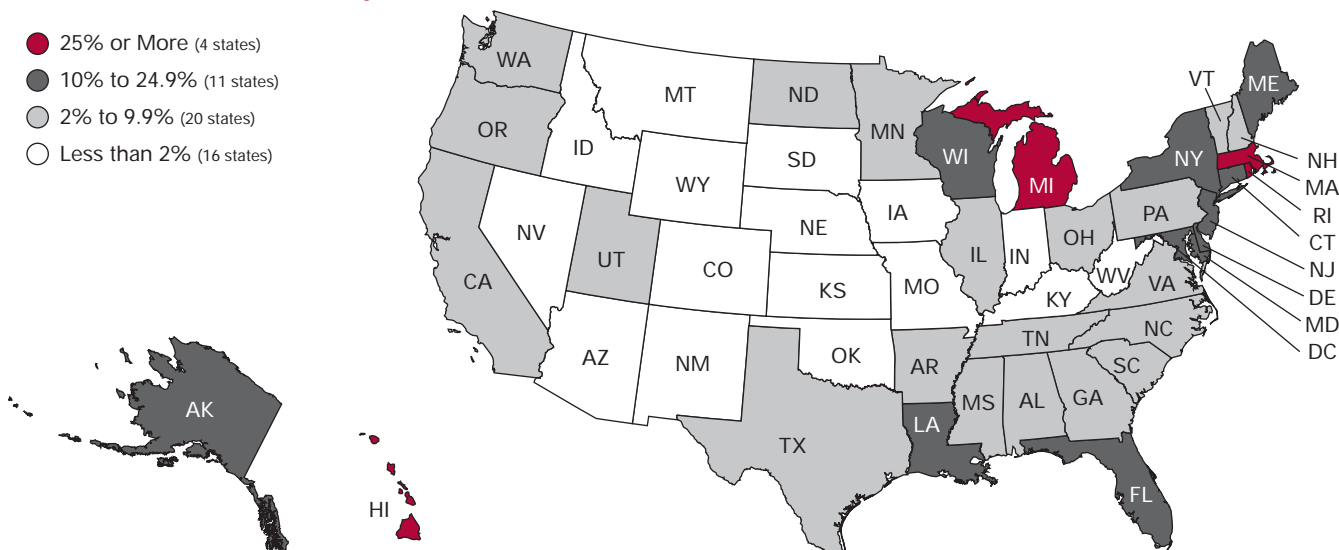 25% or More (4 states)
10% to 24.9% (11 states)
2% to 9.9% (20 states)
Less than 2% (16 states)
WA
MT
ND
MN
VT
ME
OR
ID
SD
WI
NY
NH
WY
MI
MA
RI
NV
NE
IA
PA
CT
UT
CO
IL
IN
OH
NJ
CA
KS
MO
WV
VA
DE
KY
MD
AZ
NM
OK
TN
NC
DC
AR
SC
AK
MS
AL
GA
LA
TX
FL
HI